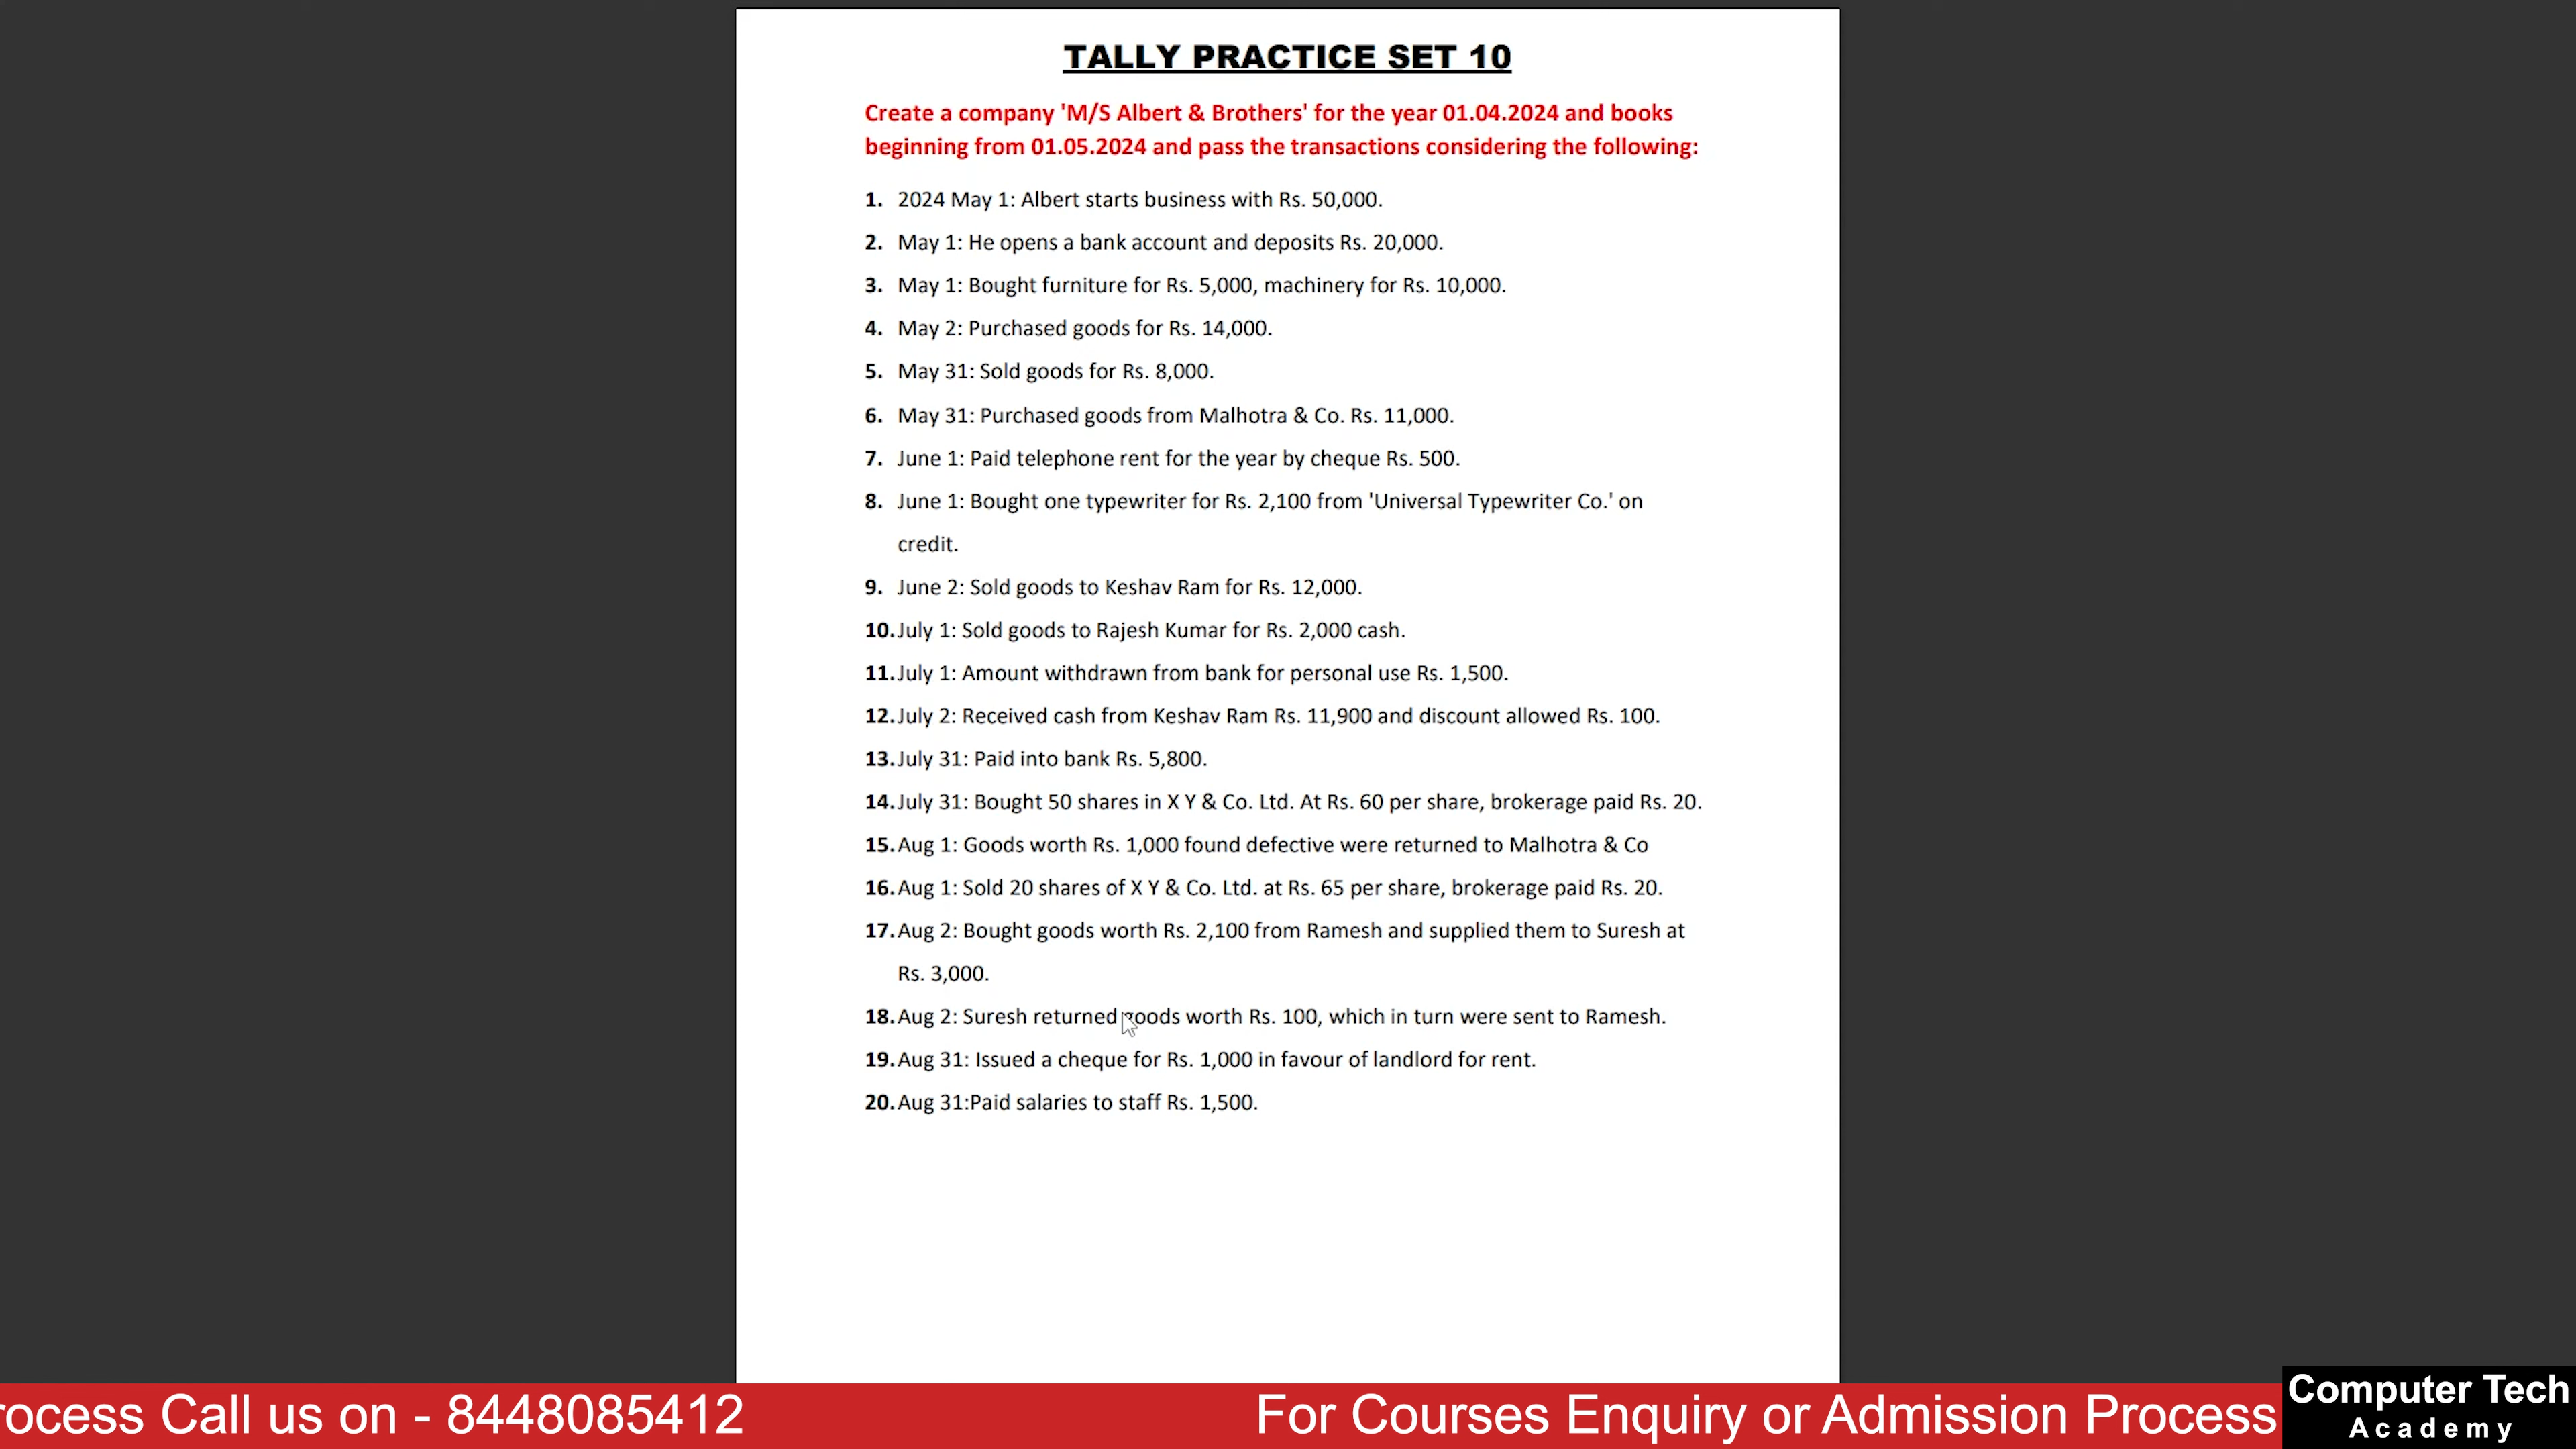 TALLY PRACTICE SET 10
Create a company 'M/S Albert & Brothers' for the year 01.04.2024 and books
beginning from 01.05.2024 and pass the transactions considering the following:
1. 2024 May 1: Albert starts business with Rs. 50,000.
2. May 1: He opens a bank account and deposits Rs. 20,000.
3. May 1: Bought furniture for Rs. 5,000, machinery for Rs. 10,000.
4. May 2: Purchased goods for Rs. 14,000.
5. May 31: Sold goods for Rs. 8,000.
6. May 31: Purchased goods from Malhotra & Co. Rs. 11,000.
7. June 1: Paid telephone rent for the year by cheque Rs. 500.
8. June 1: Bought one typewriter for Rs. 2,100 from 'Universal Typewriter Co.' on
credit.
9. June 2: Sold goods to Keshav Ram for Rs. 12,000.
10. July 1: Sold goods to Rajesh Kumar for Rs. 2,000 cash.
11. July 1: Amount withdrawn from bank for personal use Rs. 1,500.
12. July 2: Received cash from Keshav Ram Rs. 11,900 and discount allowed Rs. 100.
13. July 31: Paid into bank Rs. 5,800.
14. July 31: Bought 50 shares in X Y & Co. Ltd. At Rs. 60 per share, brokerage paid Rs. 20.
15. Aug 1: Goods worth Rs. 1,000 found defective were returned to Malhotra & Co
16. Aug 1: Sold 20 shares of X Y & Co. Ltd. at Rs. 65 per share, brokerage paid Rs. 20.
17. Aug 2: Bought goods worth Rs. 2,100 from Ramesh and supplied them to Suresh at
Rs. 3,000.
18. Aug 2: Suresh returned goods worth Rs. 100, which in turn were sent to Ramesh.
19. Aug 31: Issued a cheque for Rs. 1,000 in favour of landlord for rent.
20. Aug 31:Paid salaries to staff Rs. 1,500.
rocess Call us on - 8448085412 For Courses Enquiry or Admission Process
Computer Tech
Academy